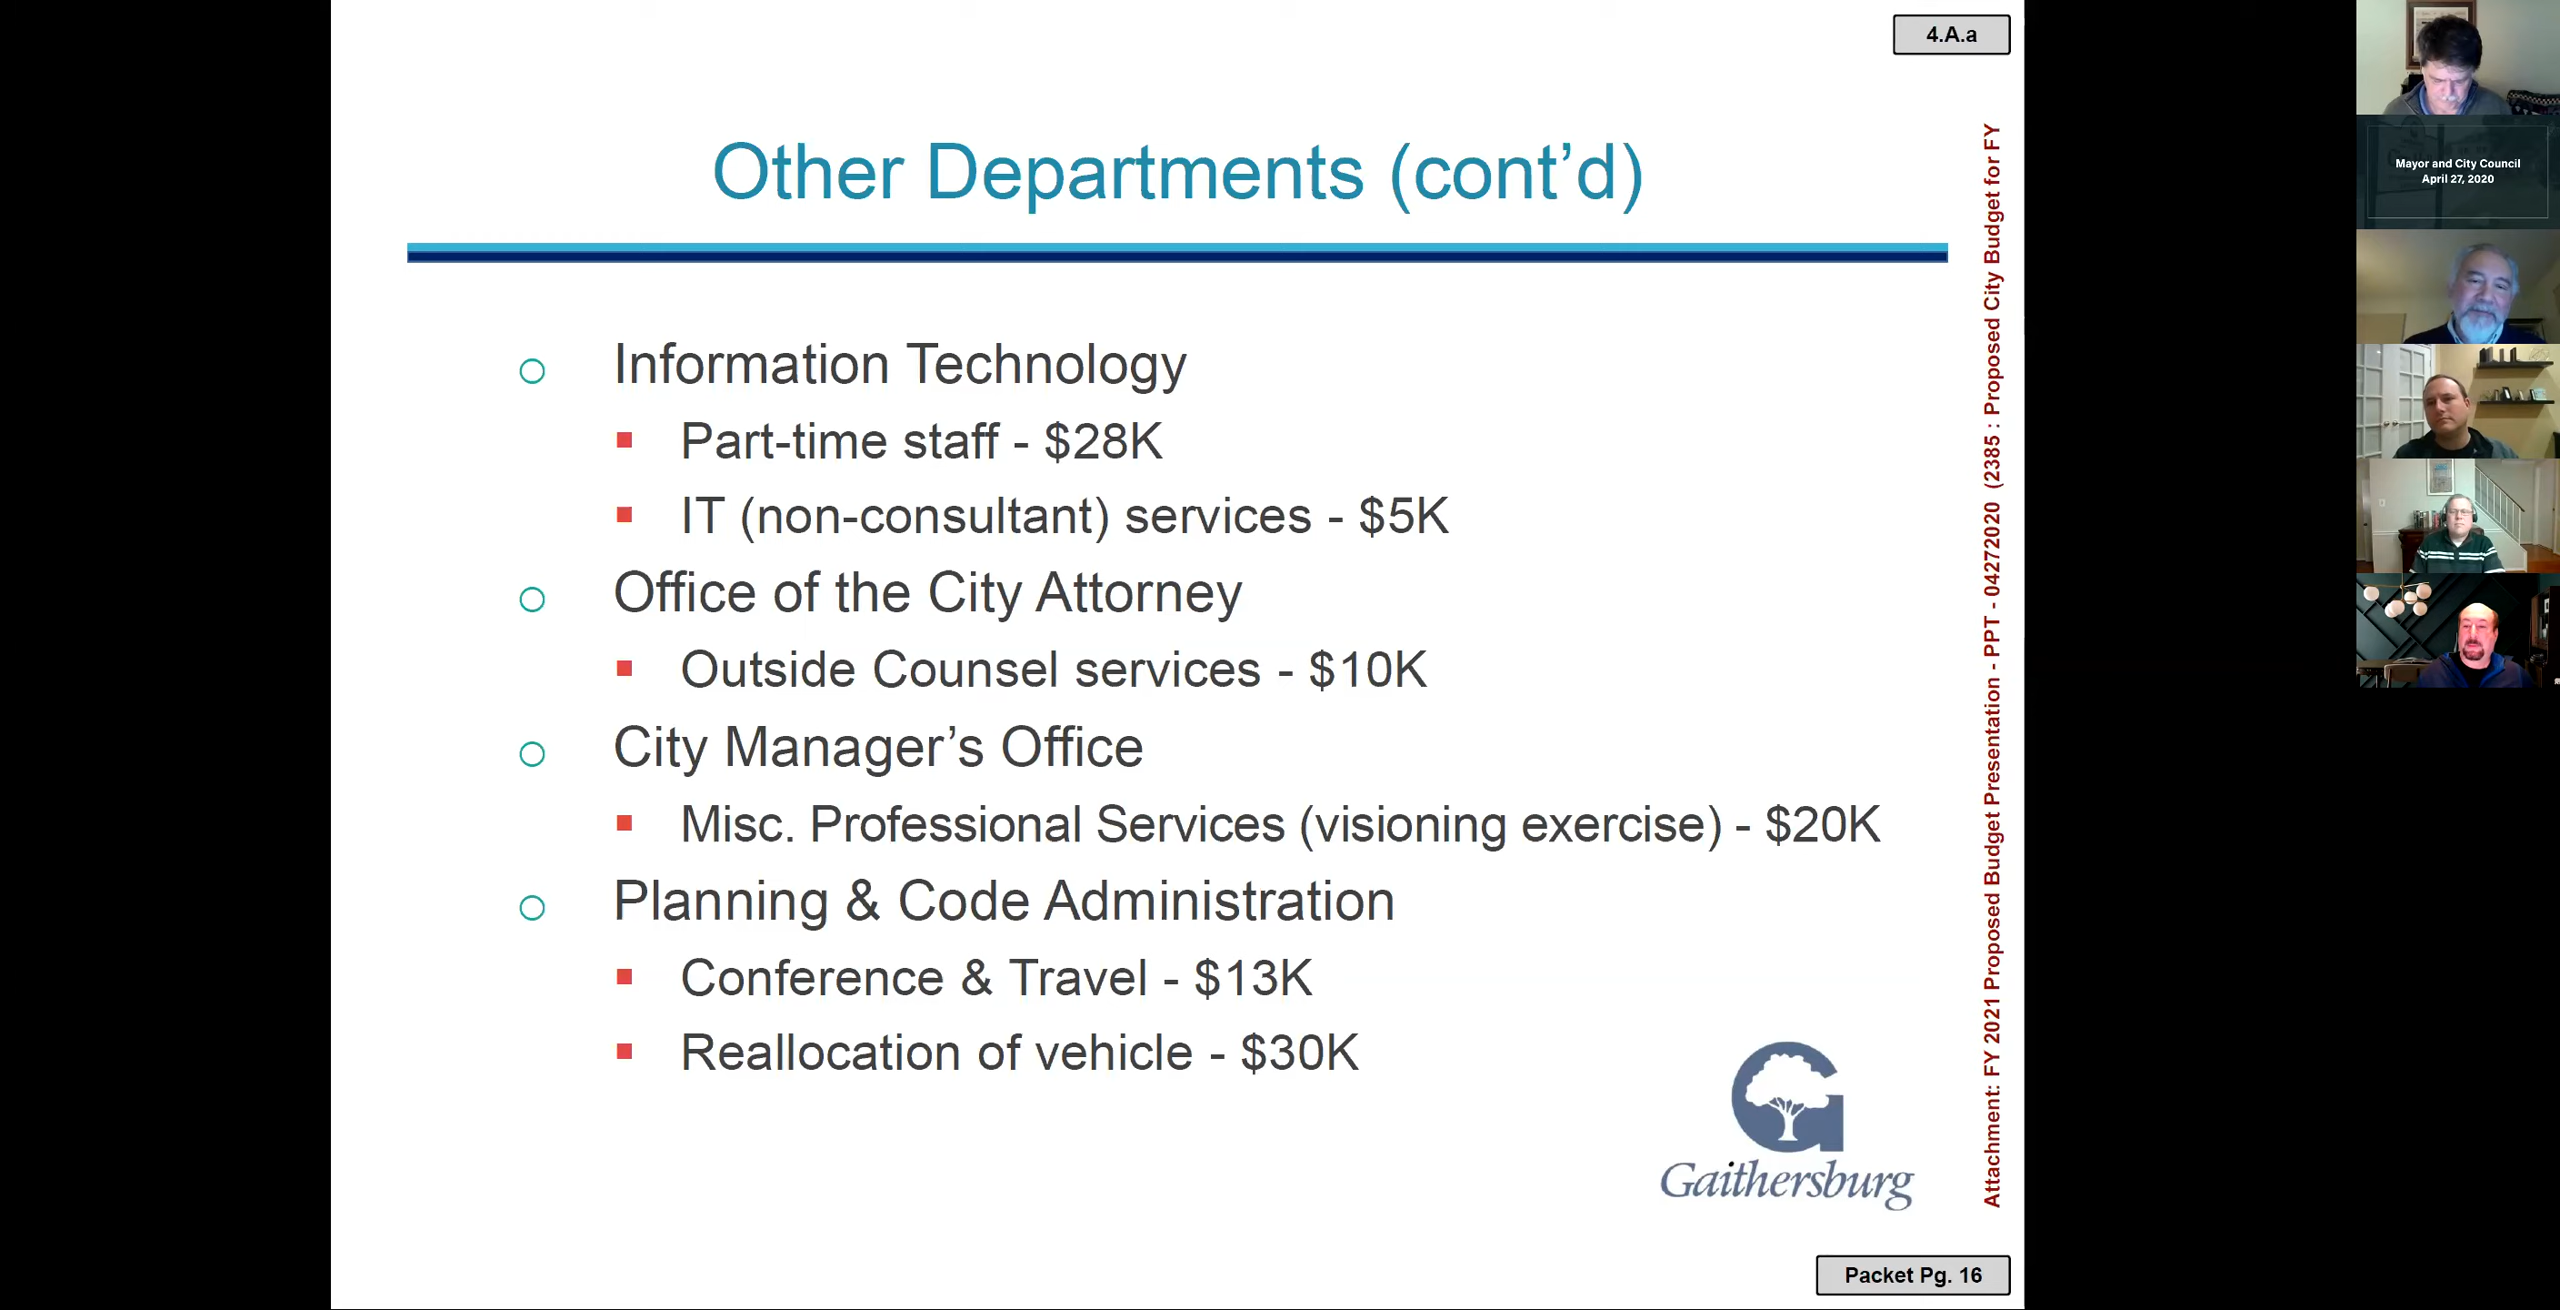 4.A.a
Other Departments (cont’d)
Information Technology
Part-time staff - $28K
IT (non-consultant) services - $5K
Office of the City Attorney
Outside Counsel services - $10K
City Manager’s Office
Misc. Professional Services (visioning exercise) - $20K
Planning & Code Administration
Conference & Travel - $13K
Reallocation of vehicle - $30K
Gaithersburg
Attachment: FY 2021 Proposed Budget Presentation - PPT - 04272020 (2385 : Proposed City Budget for FY
Packet Pg. 16
Mayor and City Council
April 27, 2020